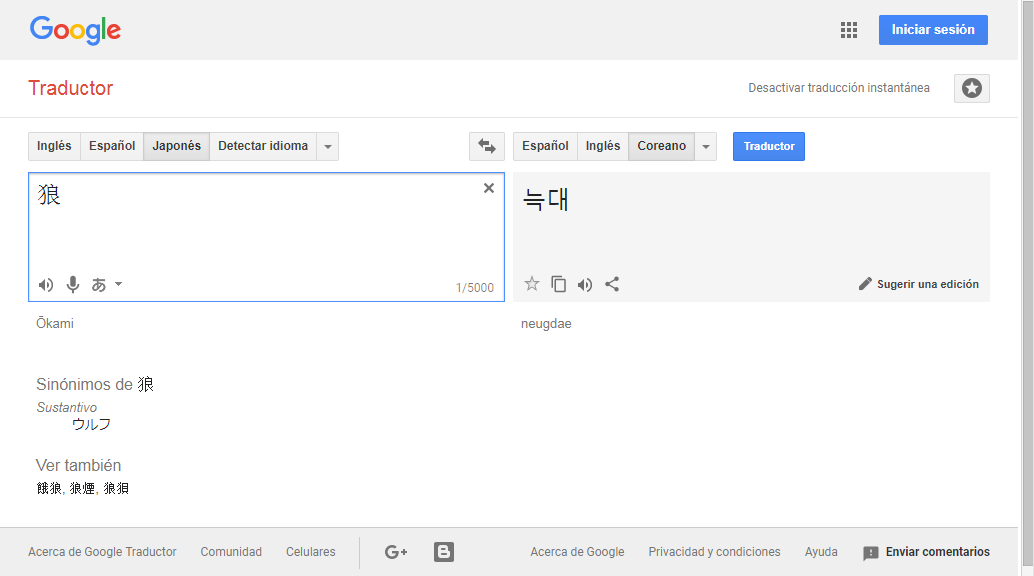 Google
Iniciar sesión
Traductor
Desactivar traducción instantánea
Inglés Español Japonés Detectar idioma
Español Inglés Coreano Traductor
狼
늑대
あ
1/5000
Sugerir una edición
Ōkami
neugdae
Sinónimos de 狼
Sustantivo
ウルフ
Ver también
餓狼, 狼煙, 狼狽
Acerca de Google Traductor Comunidad Celulares G+ B Acerca de Google Privacidad y condiciones Ayuda Enviar comentarios